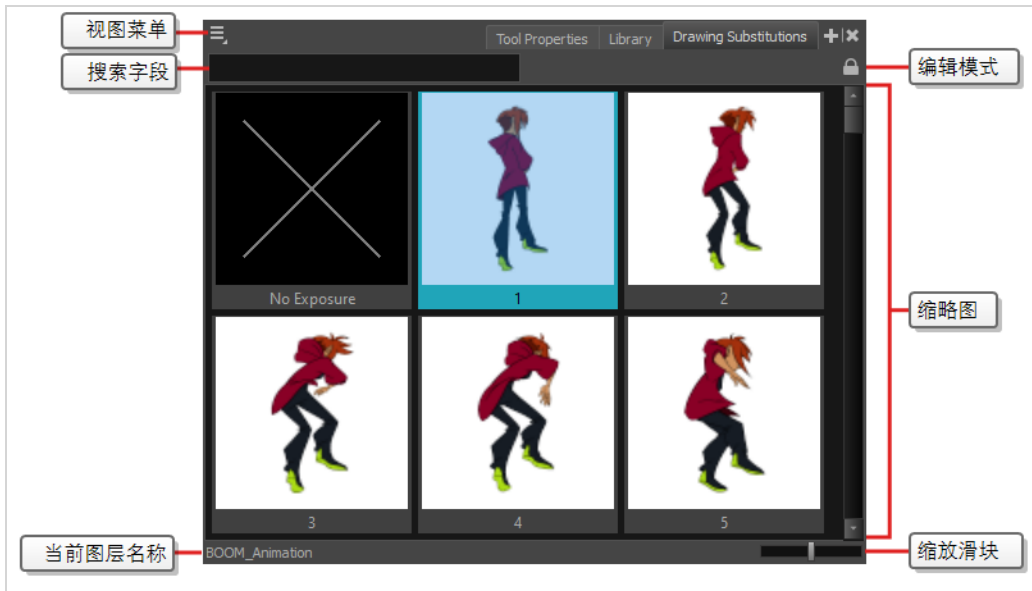 视图菜单
Tool Properties
Library
Drawing Substitutions
搜索字段
编辑模式
No Exposure
1
2
缩略图
3
4
5
当前图层名称
BOOM_Animation
缩放滑块